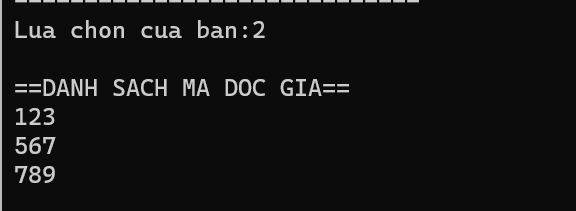 Lua chon cua ban:2
==DANH SACH MA DOC GIA==
123
567
789